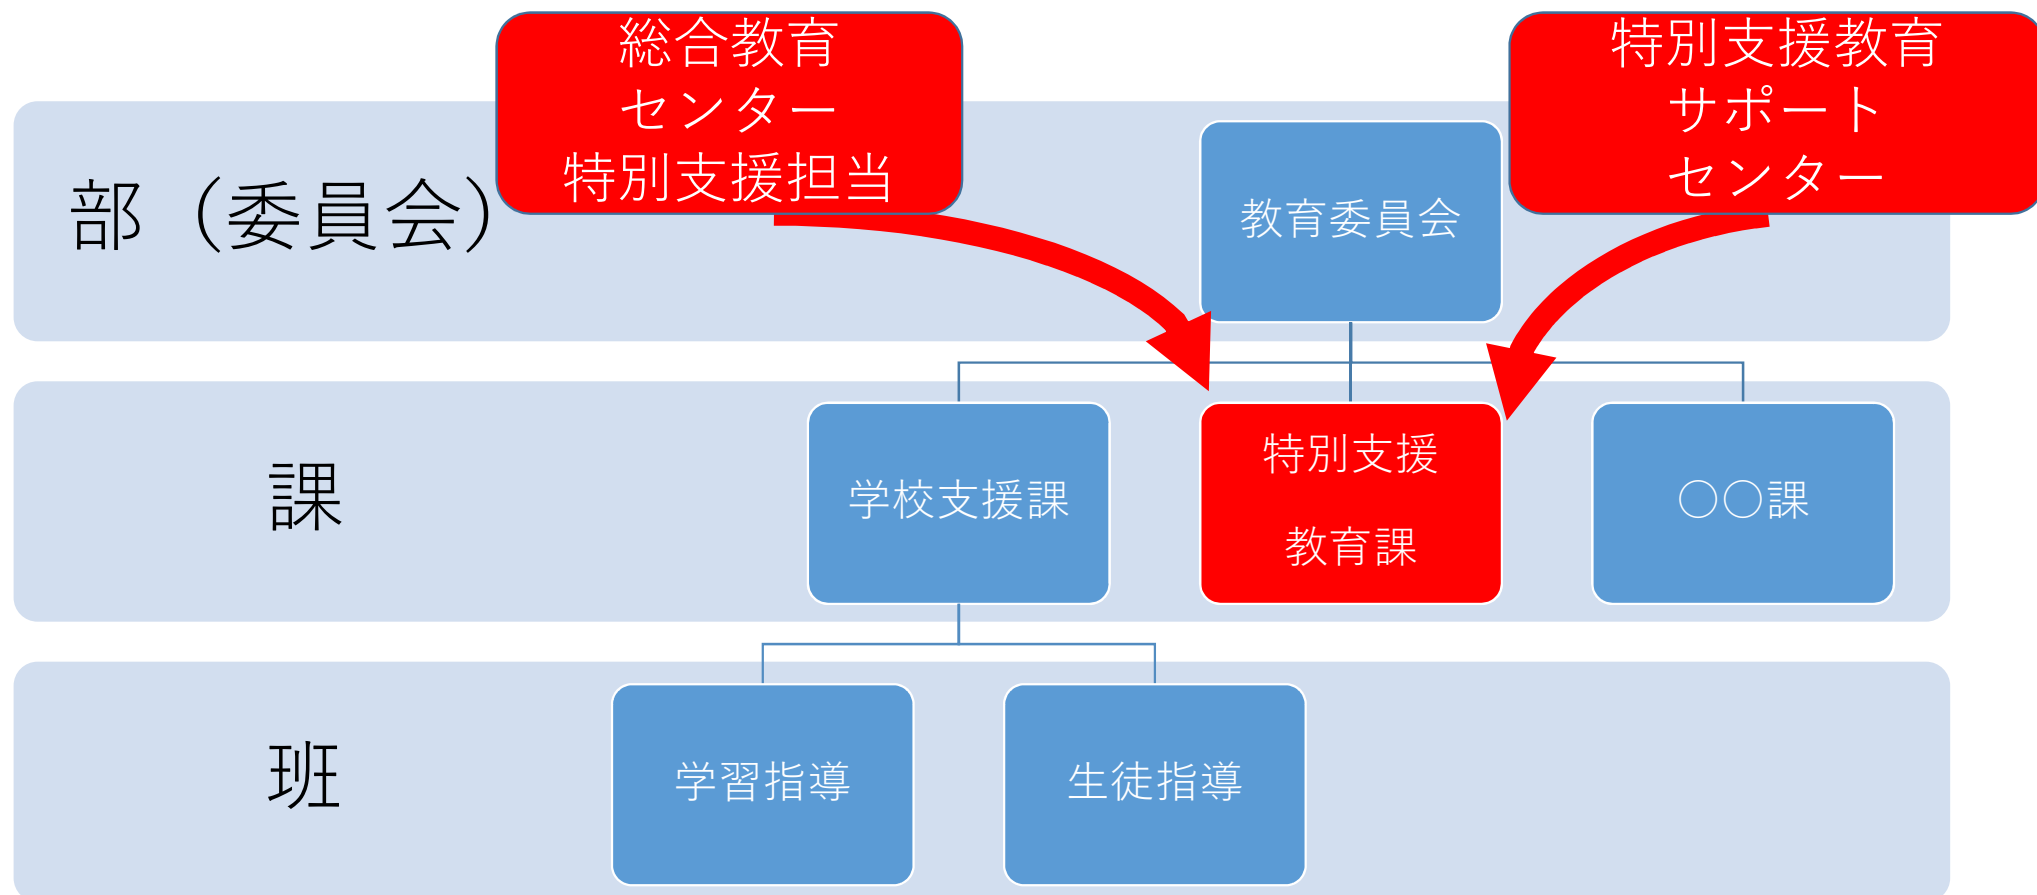 総合教育
センター
特別支援担当
特別支援教育
サポート
センター
部（委員会）
教育委員会
課
学校支援課
特別支援
教育課
〇〇課
班
学習指導
生徒指導